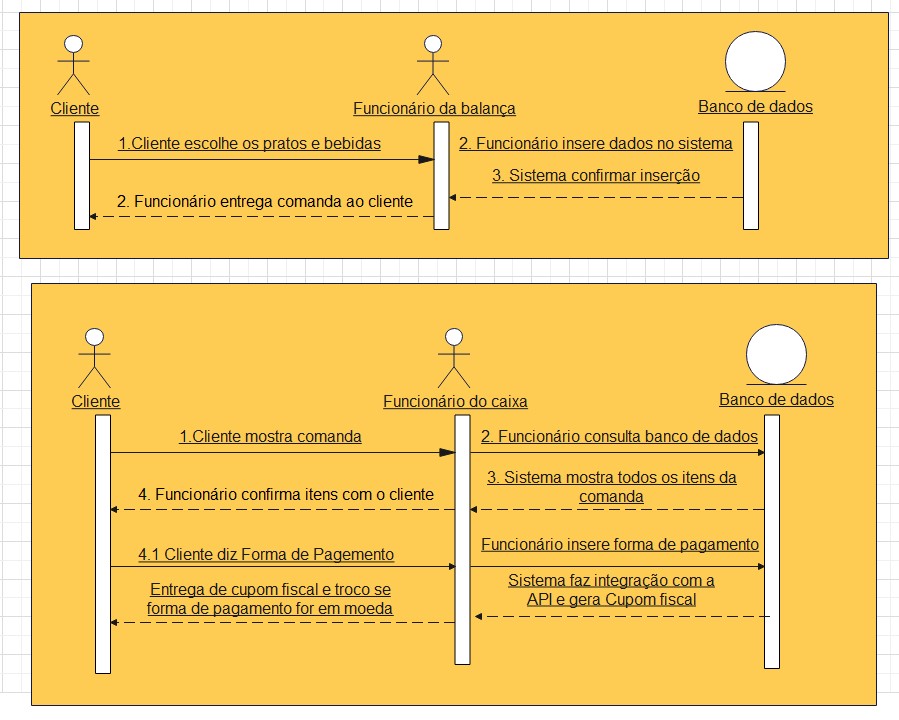 Cliente
Funcionário da balança
Banco de dados
1.Cliente escolhe os pratos e bebidas
2. Funcionário insere dados no sistema
3. Sistema confirmar inserção
2. Funcionário entrega comanda ao cliente
Cliente
Funcionário do caixa
Banco de dados
1.Cliente mostra comanda
2. Funcionário consulta banco de dados
3. Sistema mostra todos os itens da
comanda
4. Funcionário confirma itens com o cliente
4.1 Cliente diz Forma de Pagemento
Funcionário insere forma de pagamento
Sistema faz integração com a
API e gera Cupom fiscal
Entrega de cupom fiscal e troco se
forma de pagamento for em moeda